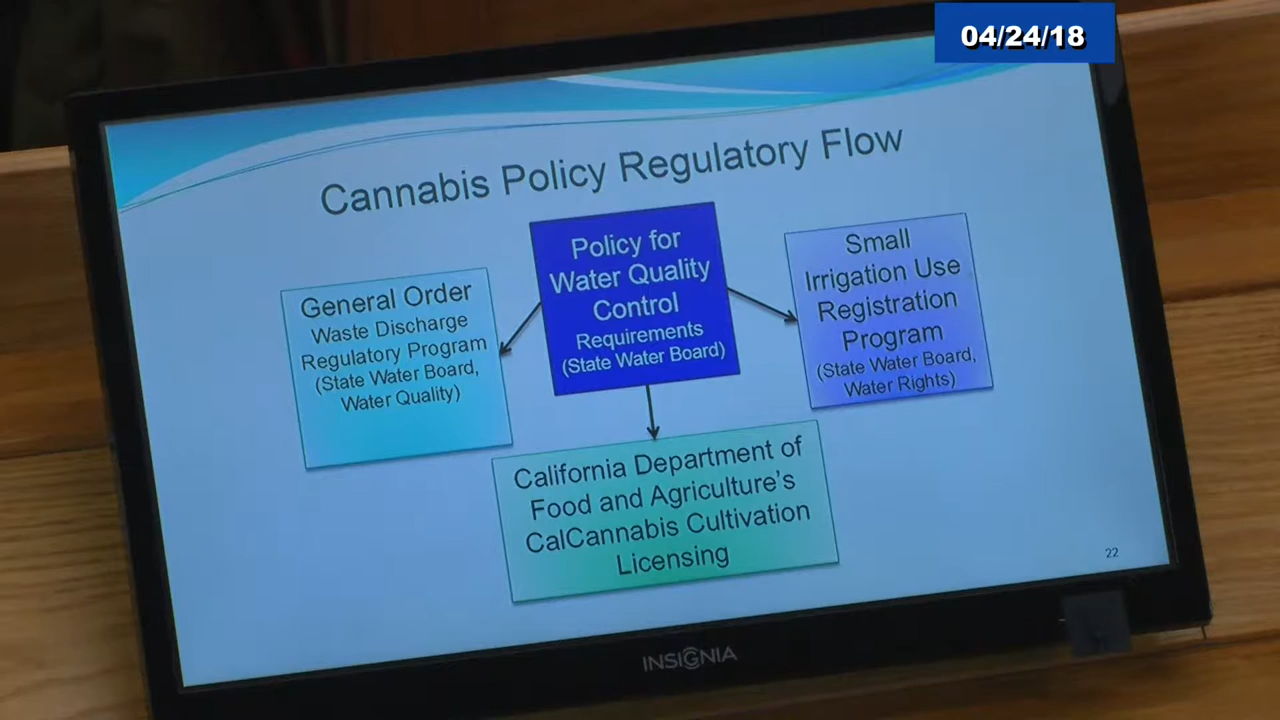 04/24/18
Cannabis Policy Regulatory Flow
Policy for
Water Quality
Control
Requirements
(State Water Board)
General Order
Waste Discharge
Regulatory Program
(State Water Board,
Water Quality)
Small
Irrigation Use
Registration
Program
(State Water Board,
Water Rights)
California Department of
Food and Agriculture's
CalCannabis Cultivation
Licensing
22
INSIGNIA